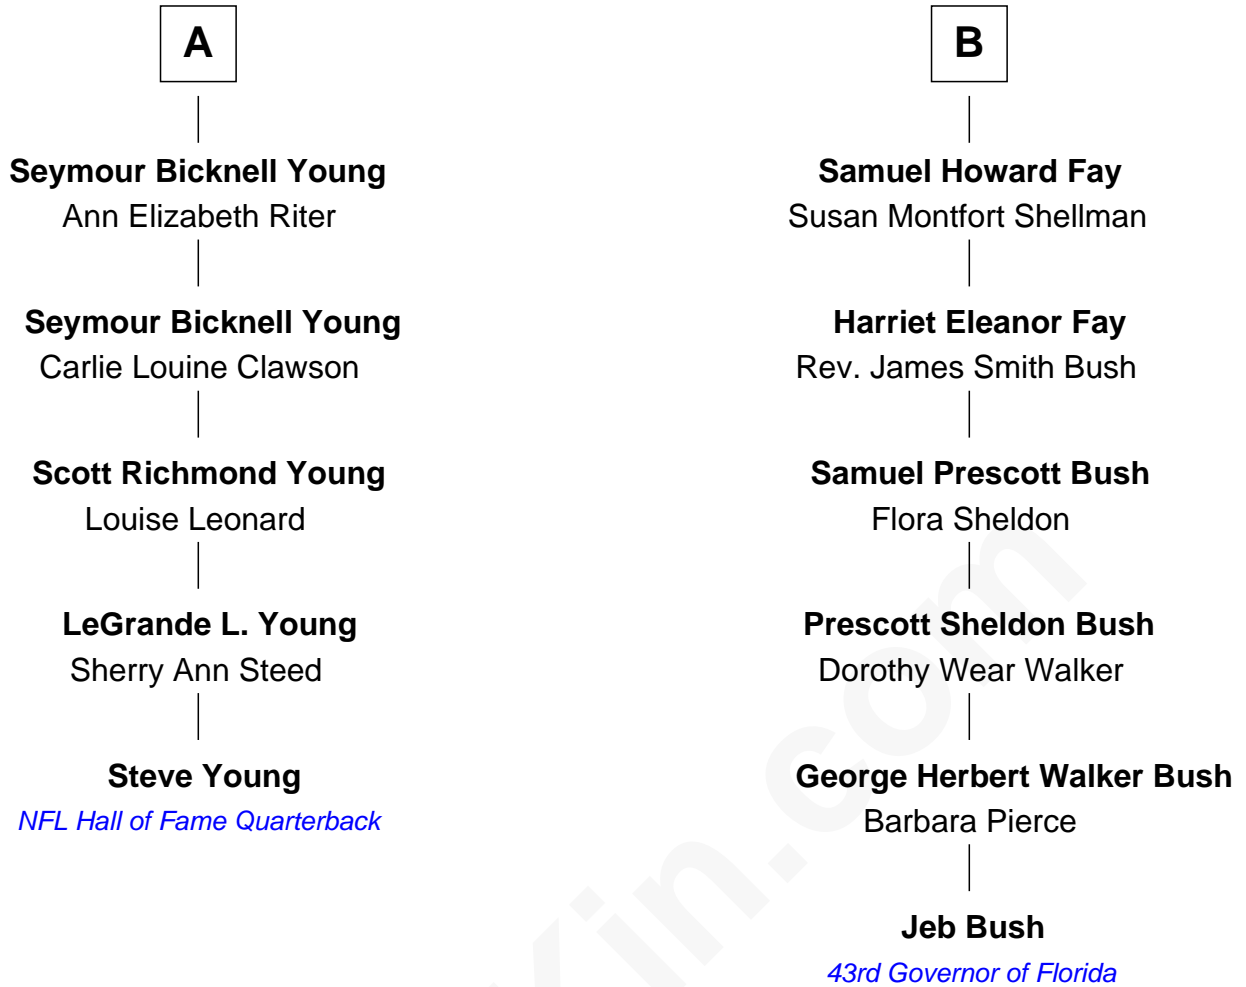 A
Seymour Bicknell Young
Ann Elizabeth Riter
Seymour Bicknell Young
Carlie Louine Clawson
Scott Richmond Young
Louise Leonard
LeGrande L. Young
Sherry Ann Steed
Steve Young
NFL Hall of Fame Quarterback
B
Samuel Howard Fay
Susan Montfort Shellman
Harriet Eleanor Fay
Rev. James Smith Bush
Samuel Prescott Bush
Flora Sheldon
Prescott Sheldon Bush
Dorothy Wear Walker
George Herbert Walker Bush
Barbara Pierce
Jeb Bush
43rd Governor of Florida